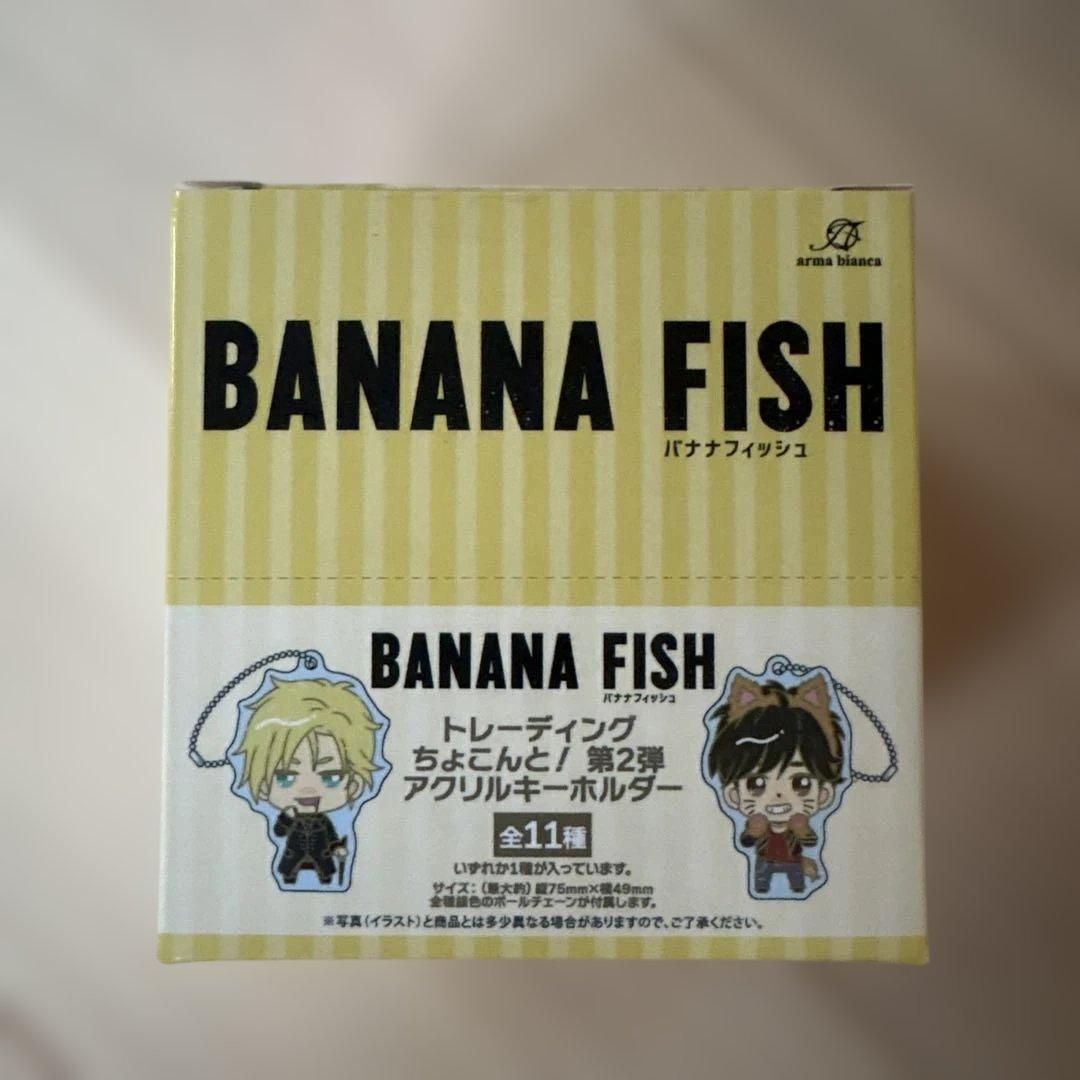 arma bianca
BANANA FISH
バナナフィッシュ
BANANA FISH
バナナフィッシュ
トレーディング
ちょこんと! 第2弾
アクリルキーホルダー
全11種
いずれか1種が入っています。
サイズ:(最大約)縦75mm×横49mm
全種銀色のボールチェーンが付属します。
※写真(イラスト)と商品とは多少異なる場合がありますので、ご了承ください。